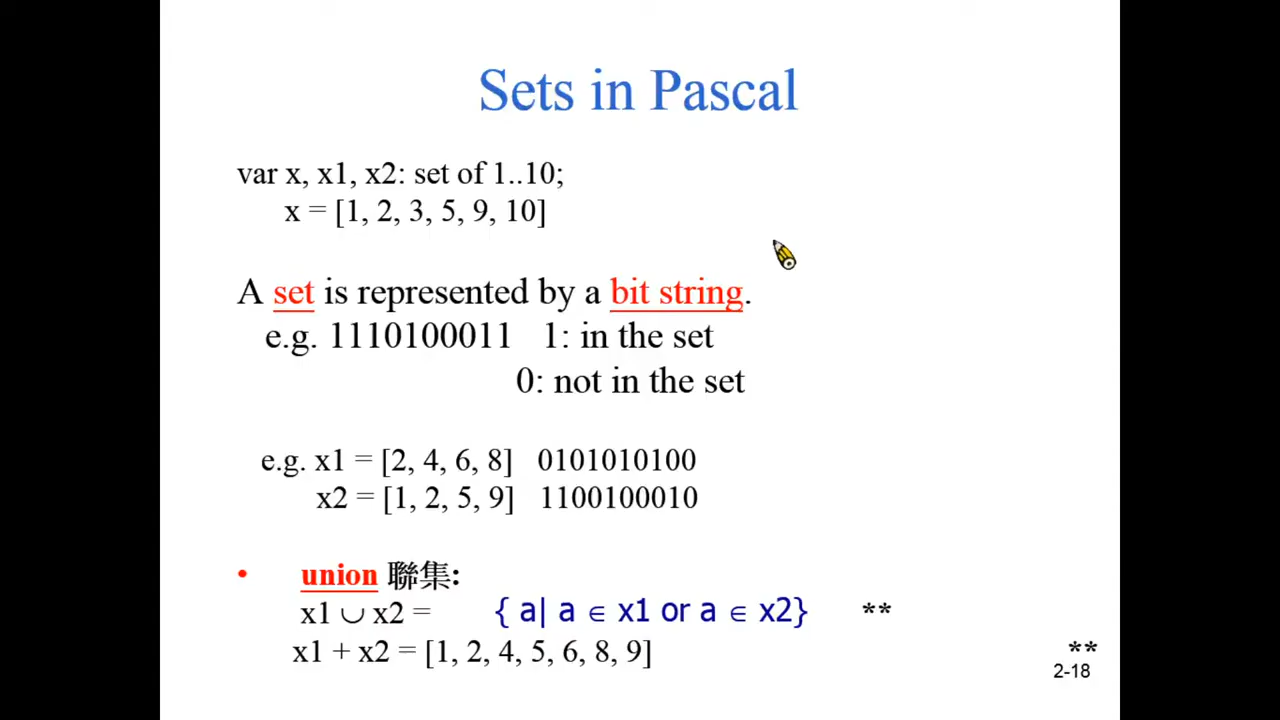 Sets in Pascal
var x, x1, x2: set of 1..10;
x = [1, 2, 3, 5, 9, 10]
A set is represented by a bit string.
e.g. 1110100011 1: in the set
0: not in the set
e.g. x1 = [2, 4, 6, 8] 0101010100
x2 = [1, 2, 5, 9] 1100100010
• union 聯集:
x1 ∪ x2 = { a| a ∈ x1 or a ∈ x2} **
x1 + x2 = [1, 2, 4, 5, 6, 8, 9] **
2-18